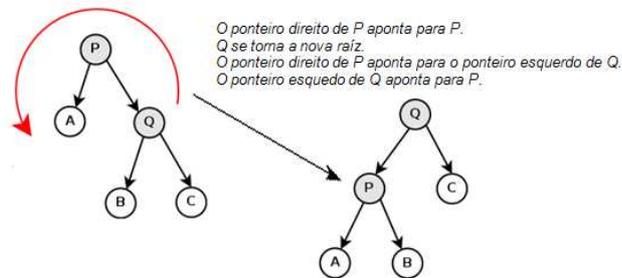 O ponteiro direito de P aponta para P.
Q se torna a nova raíz.
O ponteiro direito de P aponta para o ponteiro esquerdo de Q.
O ponteiro esquedo de Q aponta para P.
P
A
Q
B
C
Q
P
C
A
B